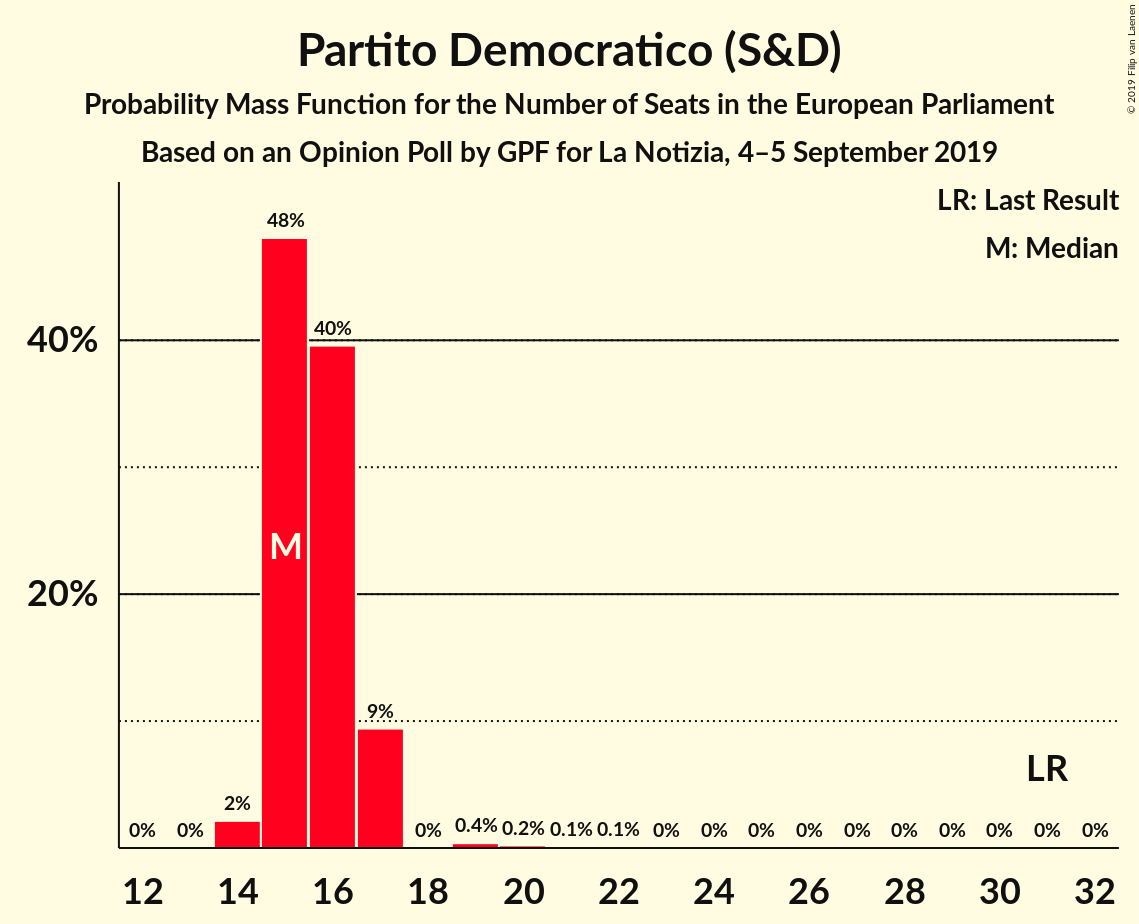 Partito Democratico (S&D)
Probability Mass Function for the Number of Seats in the European Parliament
Based on an Opinion Poll by GPF for La Notizia, 4–5 September 2019
© 2019 Filip van Laenen
LR: Last Result
M: Median
48%
40%
40%
M
20%
9%
LR
2%
0% 0% 0% 0.4% 0.2% 0.1% 0.1% 0% 0% 0% 0% 0% 0% 0% 0% 0% 0%
12 14 16 18 20 22 24 26 28 30 32